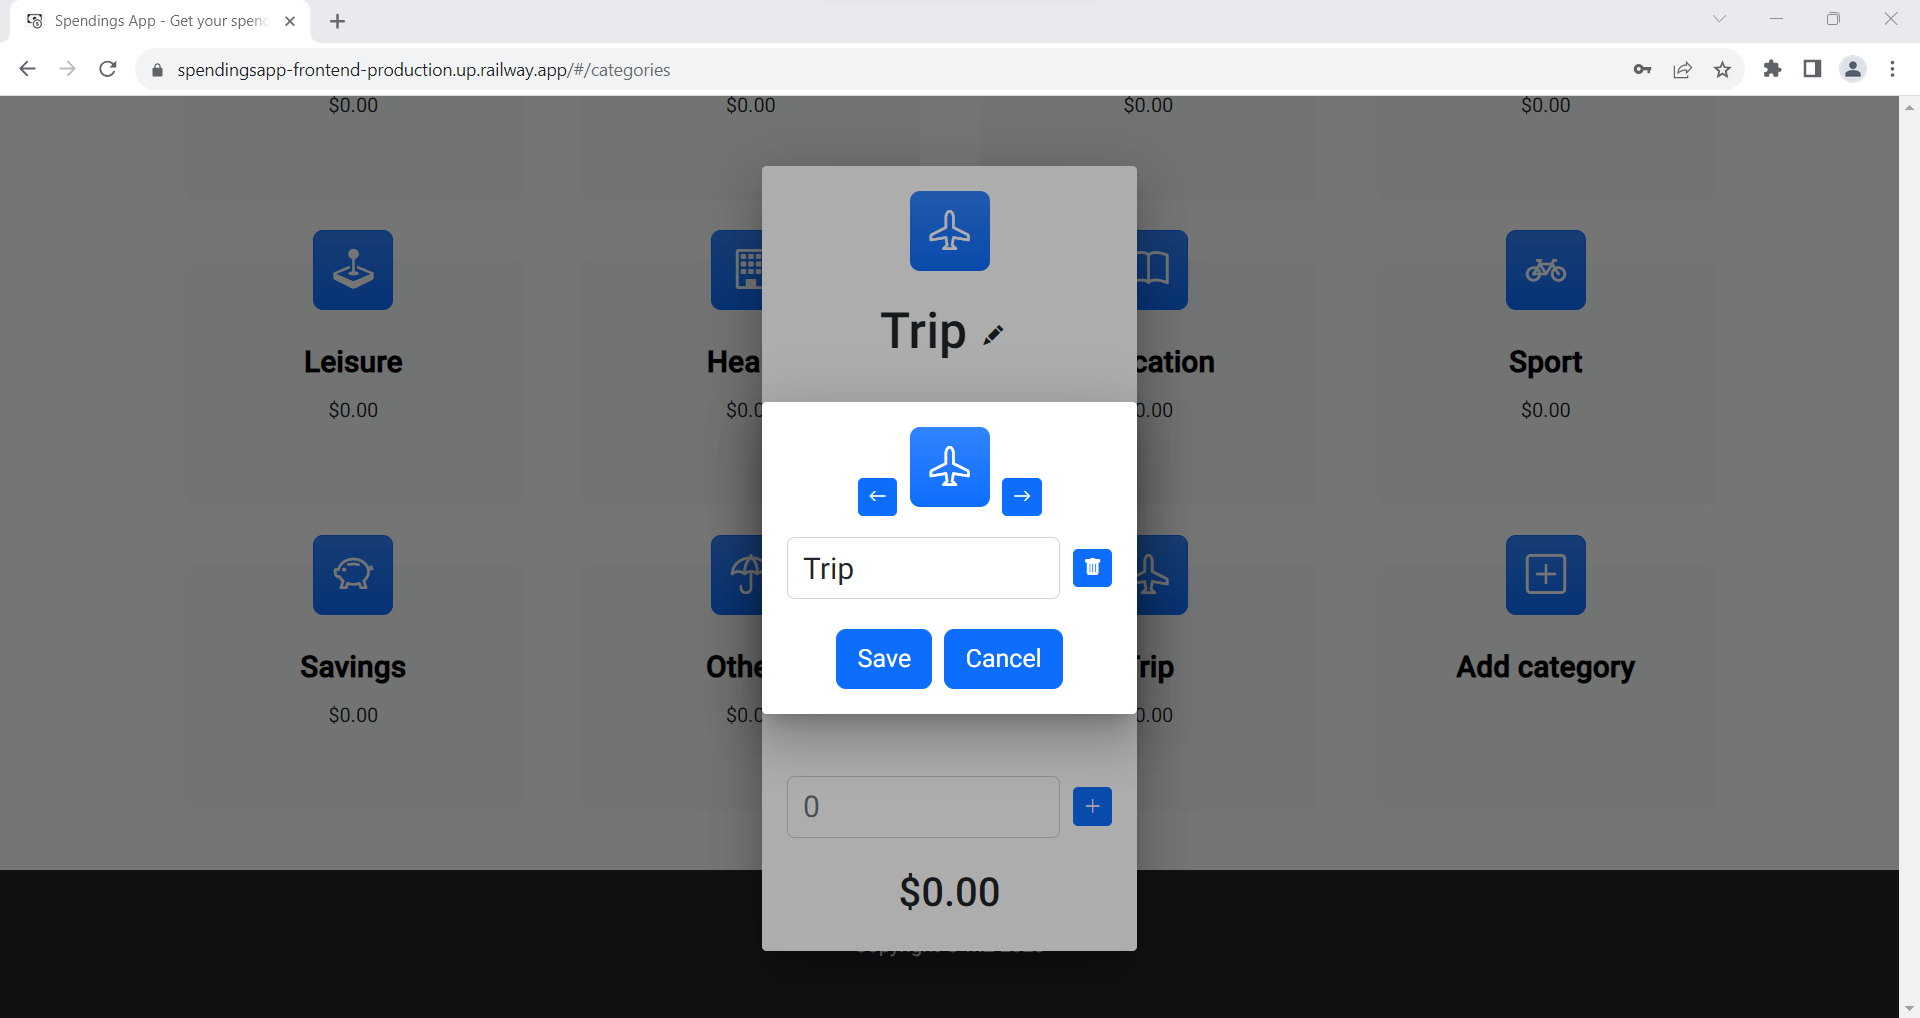 Spendings App - Get your spen
spendingsapp-frontend-production.up.railway.app/#/categories
$0.00 $0.00 $0.00 $0.00
Trip
Leisure Hea cation Sport
$0.00 $0.0 0.00 $0.00
Trip
Save Cancel
Savings Othe rip Add category
$0.00 $0.0 0.00
0
$0.00